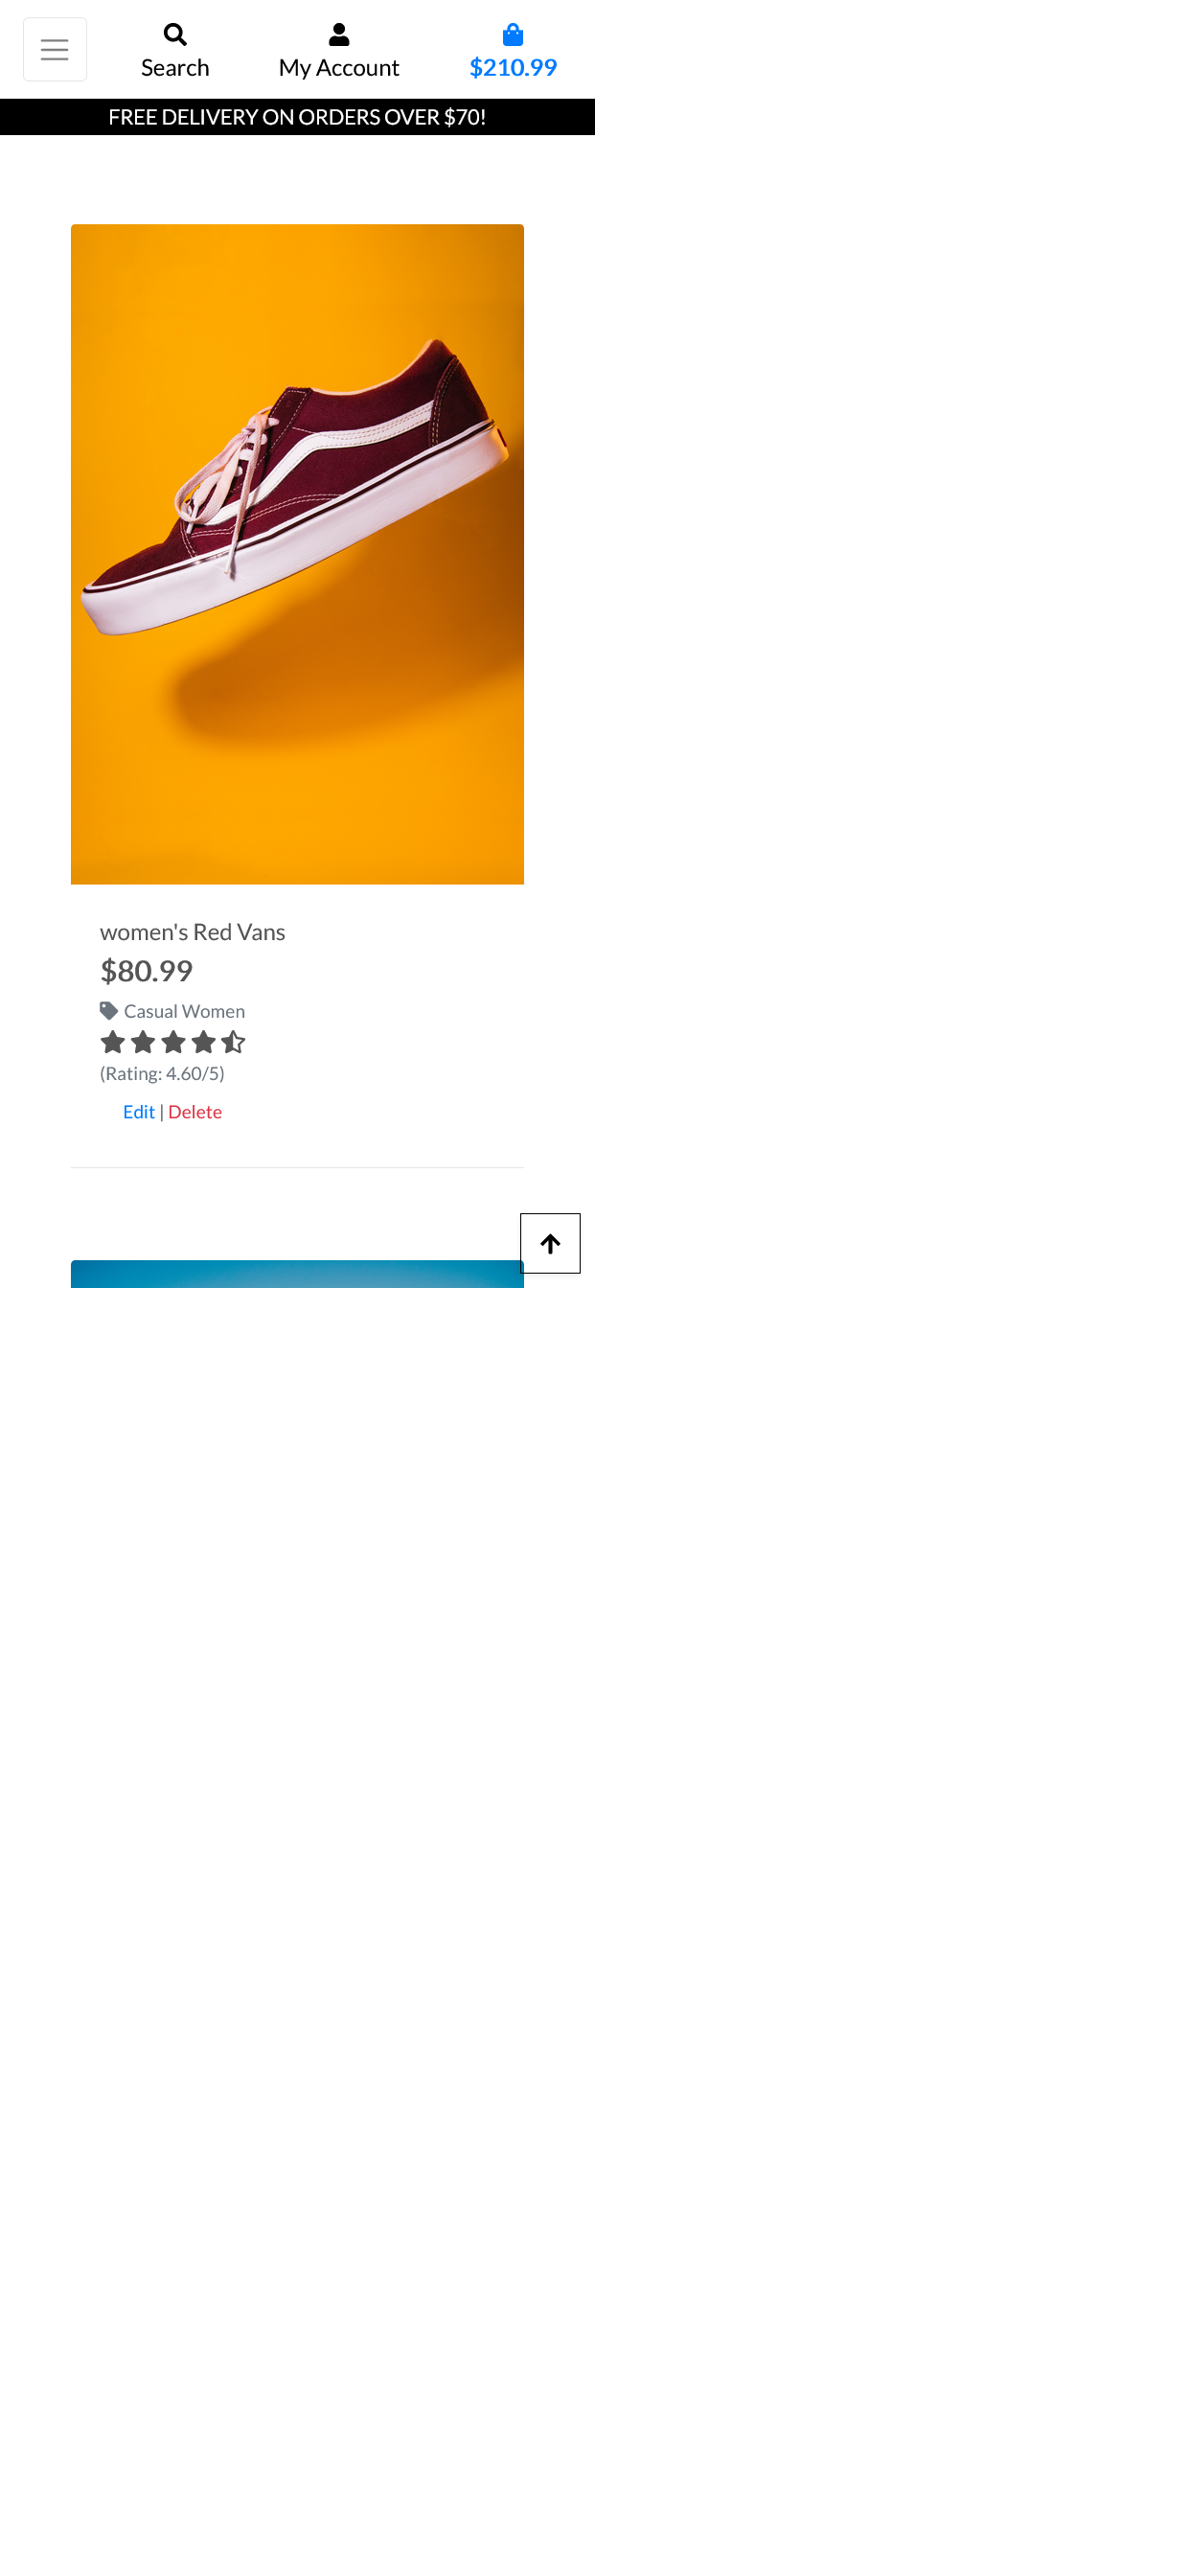 Search
My Account
$210.99
FREE DELIVERY ON ORDERS OVER $70!
women's Red Vans
$80.99
Casual Women
(Rating: 4.60/5)
Edit | Delete